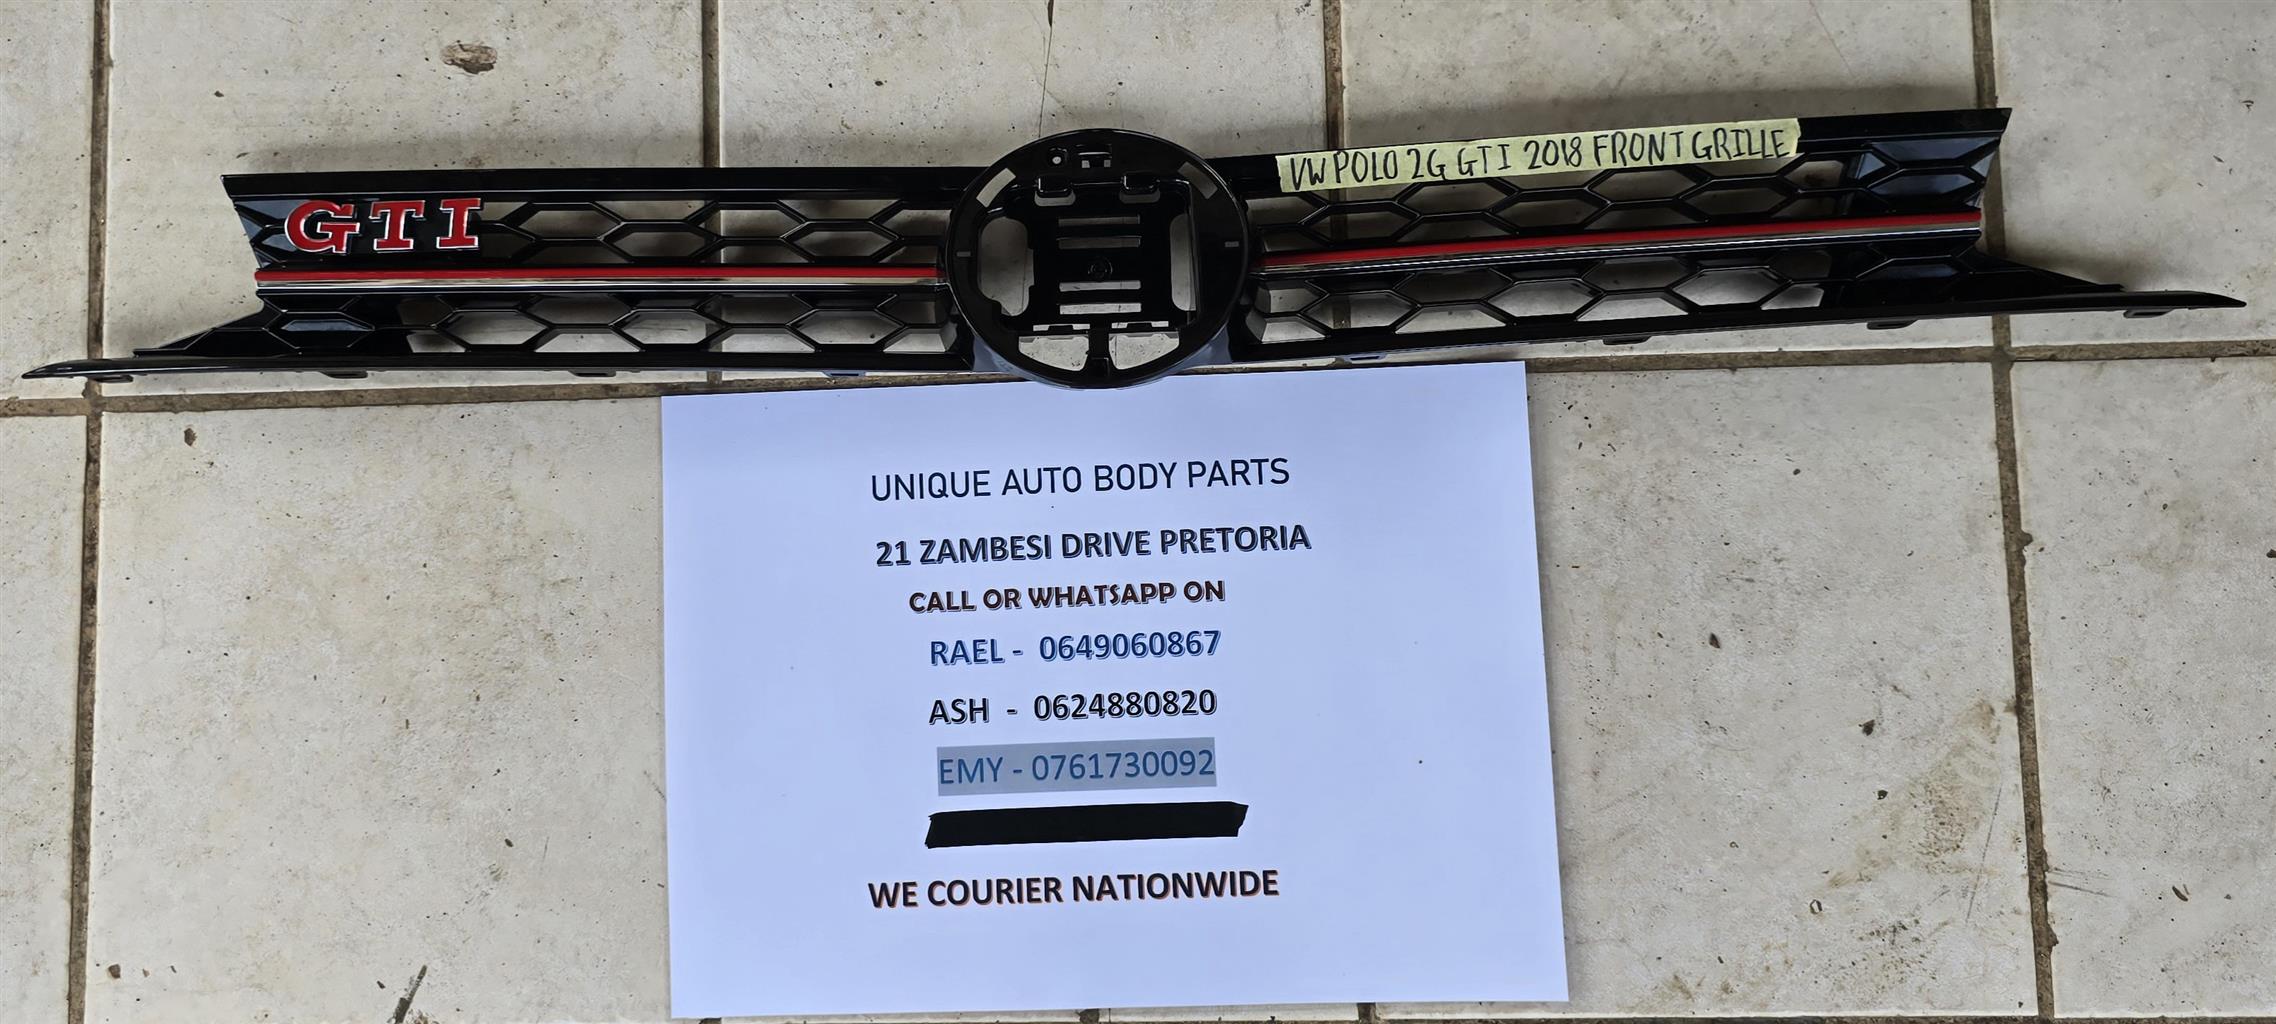 GTI
VW POLO 2G GTI 2018 FRONT GRILLE
UNIQUE AUTO BODY PARTS
21 ZAMBESI DRIVE PRETORIA
CALL OR WHATSAPP ON
RAEL - 0649060867
ASH - 0624880820
EMY - 0761730092
WE COURIER NATIONWIDE